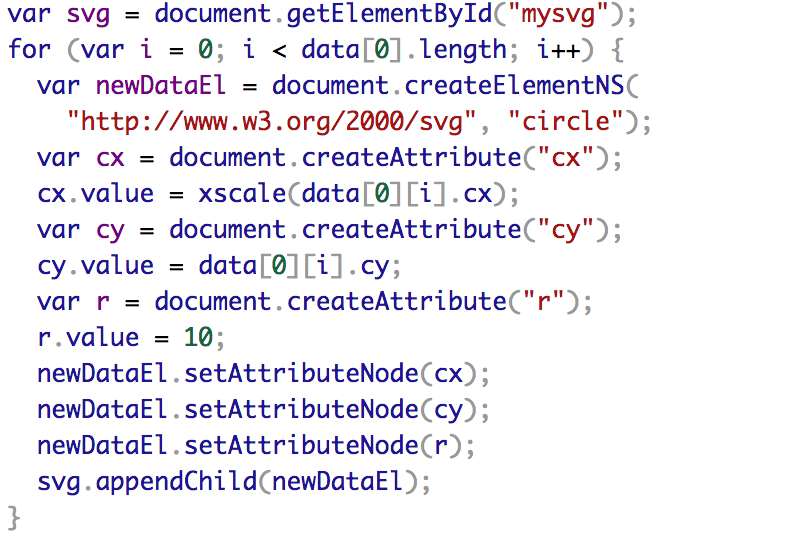 var svg = document.getElementById("mysvg");
for (var i = 0; i < data[0].length; i++) {
  var newDataEl = document.createElementNS(
    "http://www.w3.org/2000/svg", "circle");
  var cx = document.createAttribute("cx");
  cx.value = xscale(data[0][i].cx);
  var cy = document.createAttribute("cy");
  cy.value = data[0][i].cy;
  var r = document.createAttribute("r");
  r.value = 10;
  newDataEl.setAttributeNode(cx);
  newDataEl.setAttributeNode(cy);
  newDataEl.setAttributeNode(r);
  svg.appendChild(newDataEl);
}